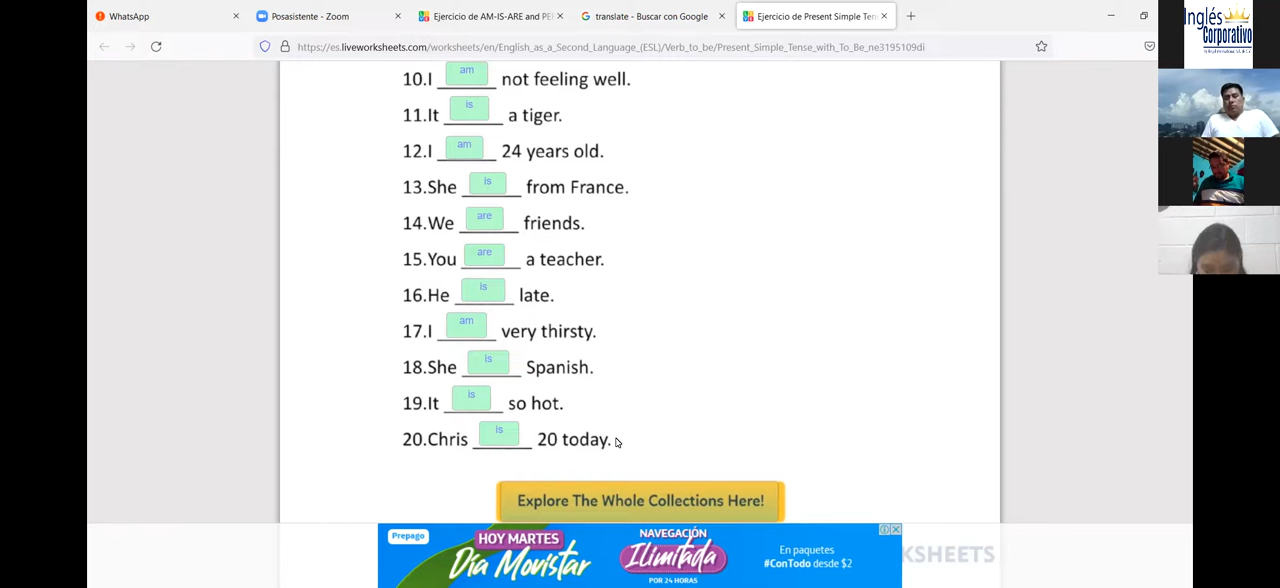 WhatsApp
Posasistente - Zoom
Ejercicio de AM-IS-ARE and PE
translate - Buscar con Google
Ejercicio de Present Simple Ten
https://es.liveworksheets.com/worksheets/en/English_as_a_Second_Language_(ESL)/Verb_to_be/Present_Simple_Tense_with_To_Be_ne3195109di
Inglés
Corporativo
10.I am not feeling well.
11.It is a tiger.
12.I am 24 years old.
13.She is from France.
14.We are friends.
15.You are a teacher.
16.He is late.
17.I am very thirsty.
18.She is Spanish.
19.It is so hot.
20.Chris is 20 today.
Explore The Whole Collections Here!
Prepago
HOY MARTES
Día Movistar
NAVEGACIÓN
Ilimitada
POR 24 HORAS
En paquetes
#ConTodo desde $2
KSHEETS